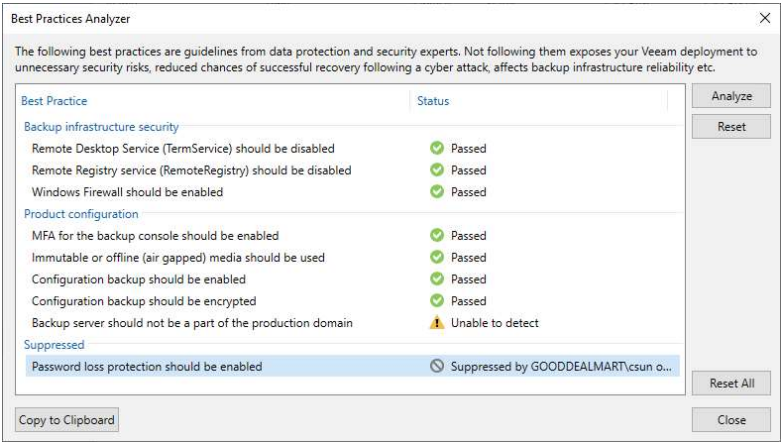 Best Practices Analyzer
The following best practices are guidelines from data protection and security experts. Not following them exposes your Veeam deployment to
unnecessary security risks, reduced chances of successful recovery following a cyber attack, affects backup infrastructure reliability etc.
Best Practice Status Analyze
Backup infrastructure security Reset
Remote Desktop Service (TermService) should be disabled Passed
Remote Registry service (RemoteRegistry) should be disabled Passed
Windows Firewall should be enabled Passed
Product configuration
MFA for the backup console should be enabled Passed
Immutable or offline (air gapped) media should be used Passed
Configuration backup should be enabled Passed
Configuration backup should be encrypted Passed
Backup server should not be a part of the production domain Unable to detect
Suppressed
Password loss protection should be enabled Suppressed by GOODDEALMART\csun o...
Reset All
Copy to Clipboard Close